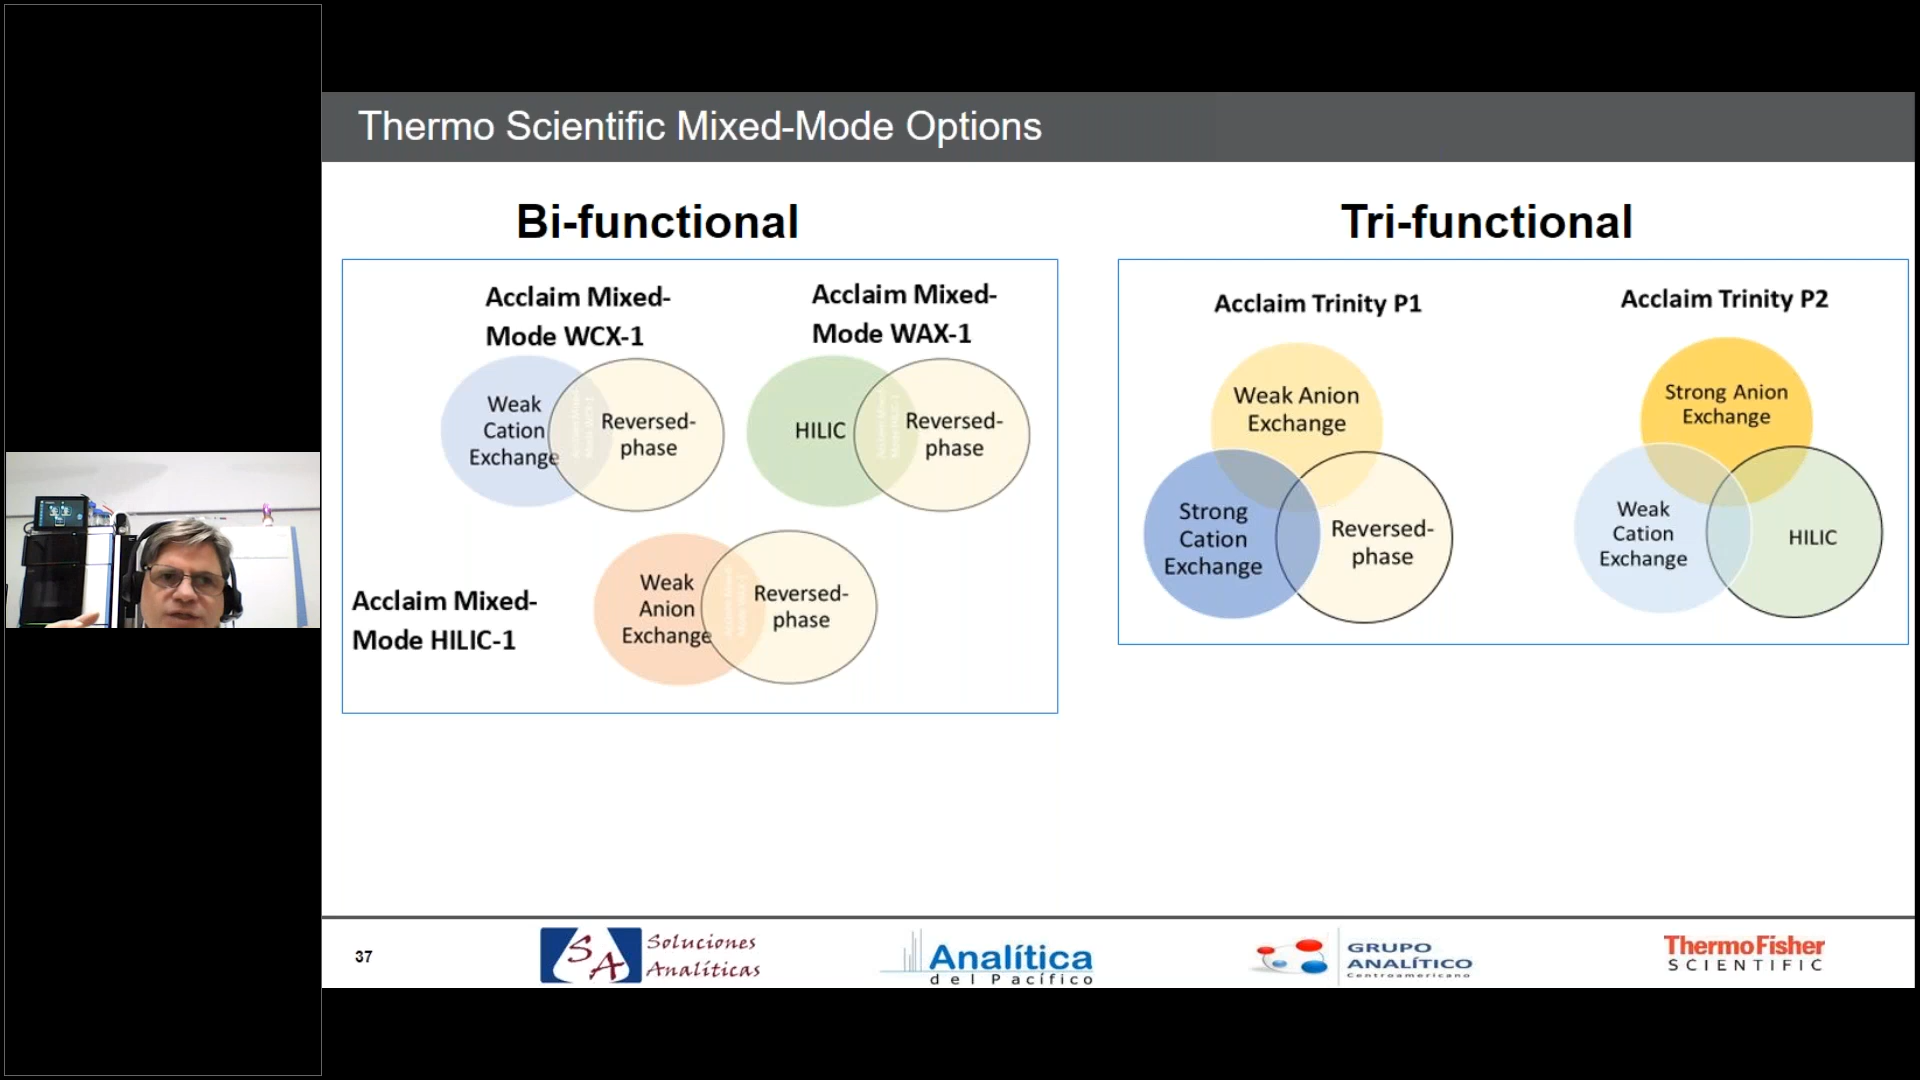 Thermo Scientific Mixed-Mode Options
Bi-functional
Acclaim Mixed-
Mode WCX-1
Weak
Cation
Exchange
Reversed-
phase
Acclaim Mixed-
Mode WAX-1
HILIC
Reversed-
phase
Acclaim Mixed-
Mode HILIC-1
Weak
Anion
Exchange
Reversed-
phase
Tri-functional
Acclaim Trinity P1
Weak Anion
Exchange
Strong
Cation
Exchange
Reversed-
phase
Acclaim Trinity P2
Strong Anion
Exchange
Weak
Cation
Exchange
HILIC
37
SA
Soluciones
Analíticas
Analítica
del Pacífico
GRUPO
ANALÍTICO
Centroamericano
ThermoFisher
SCIENTIFIC